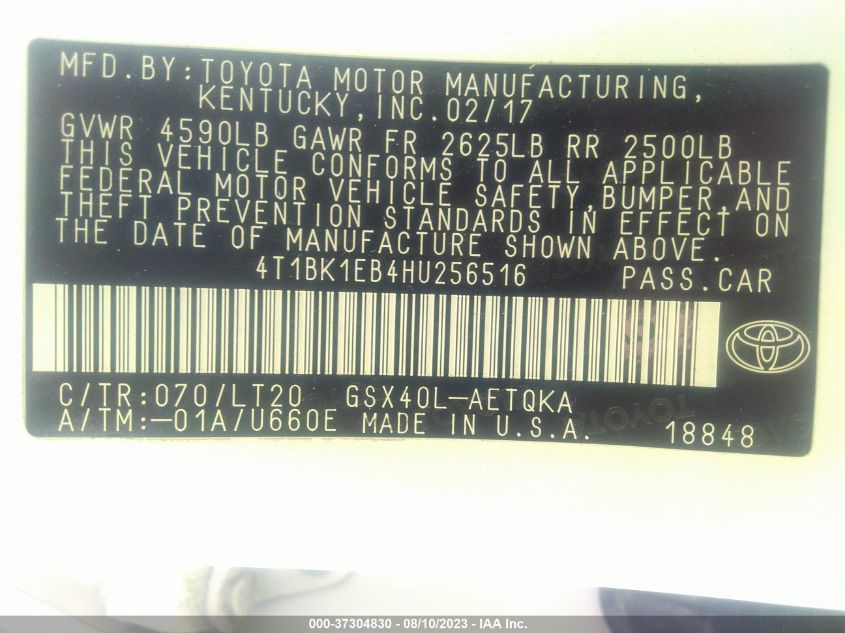 MFD.BY:TOYOTA MOTOR MANUFACTURING,
KENTUCKY,INC.02/17
GVWR 4590LB GAWR FR 2625LB RR 2500LB
THIS VEHICLE CONFORMS TO ALL APPLICABLE
FEDERAL MOTOR VEHICLE SAFETY,BUMPER,AND
THEFT PREVENTION STANDARDS IN EFFECT ON
THE DATE OF MANUFACTURE SHOWN ABOVE.
4T1BK1EB4HU256516 PASS.CAR
C/TR:070/LT20 GSX40L-AETQKA
A/TM:-01A/U660E MADE IN U.S.A. 18848
TOYOTA
TOYOTA
000-37304830 - 08/10/2023 - IAA Inc.